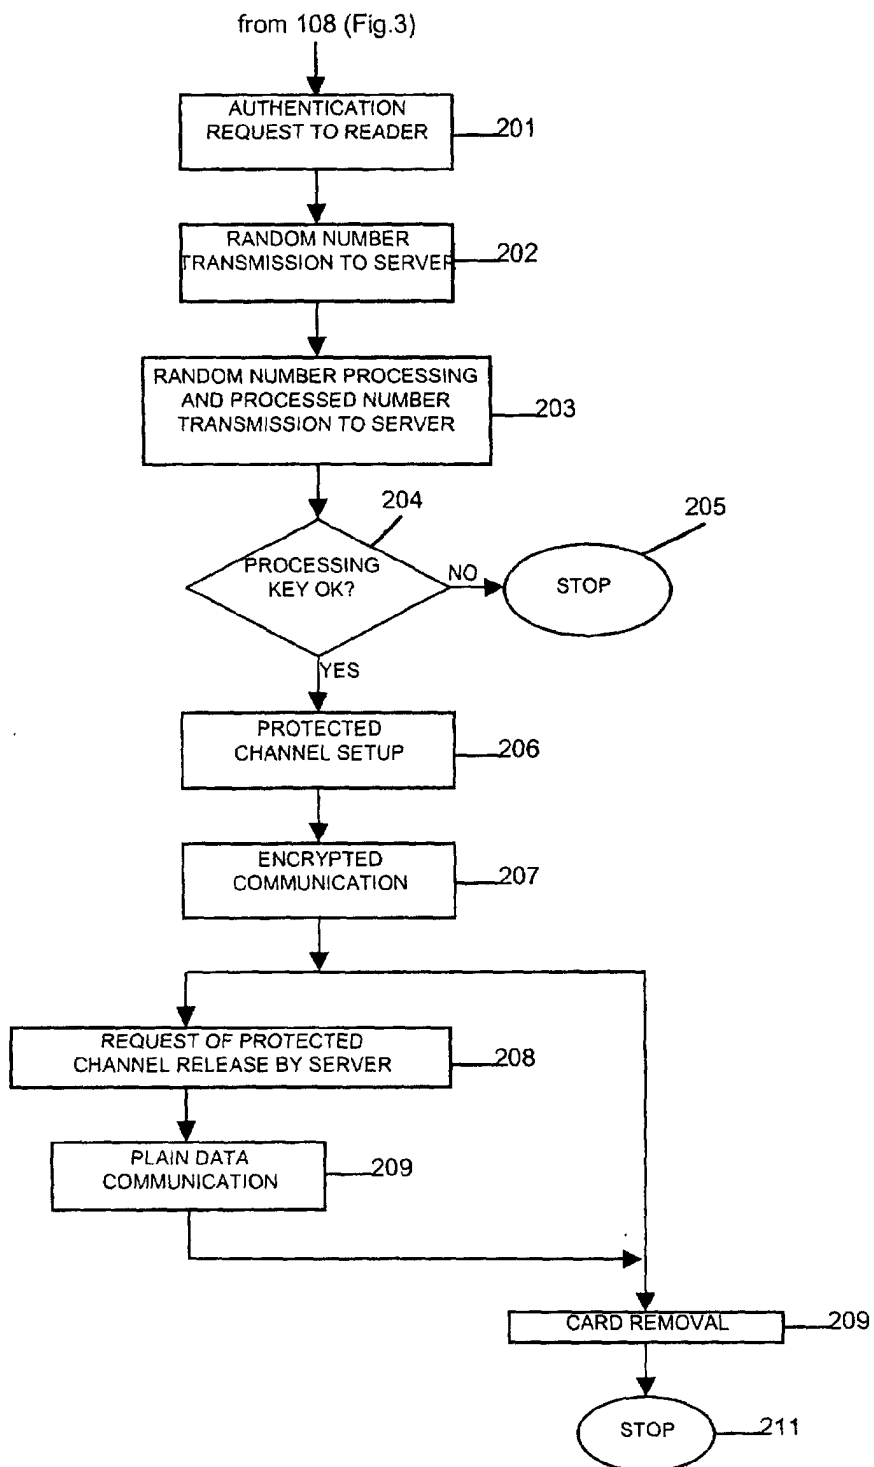 from 108 (Fig.3)
AUTHENTICATION
REQUEST TO READER
201
RANDOM NUMBER
TRANSMISSION TO SERVER
202
RANDOM NUMBER PROCESSING
AND PROCESSED NUMBER
TRANSMISSION TO SERVER
203
204
205
PROCESSING
KEY OK?
NO
STOP
YES
PROTECTED
CHANNEL SETUP
206
ENCRYPTED
COMMUNICATION
207
REQUEST OF PROTECTED
CHANNEL RELEASE BY SERVER
208
PLAIN DATA
COMMUNICATION
209
CARD REMOVAL
209
STOP
211